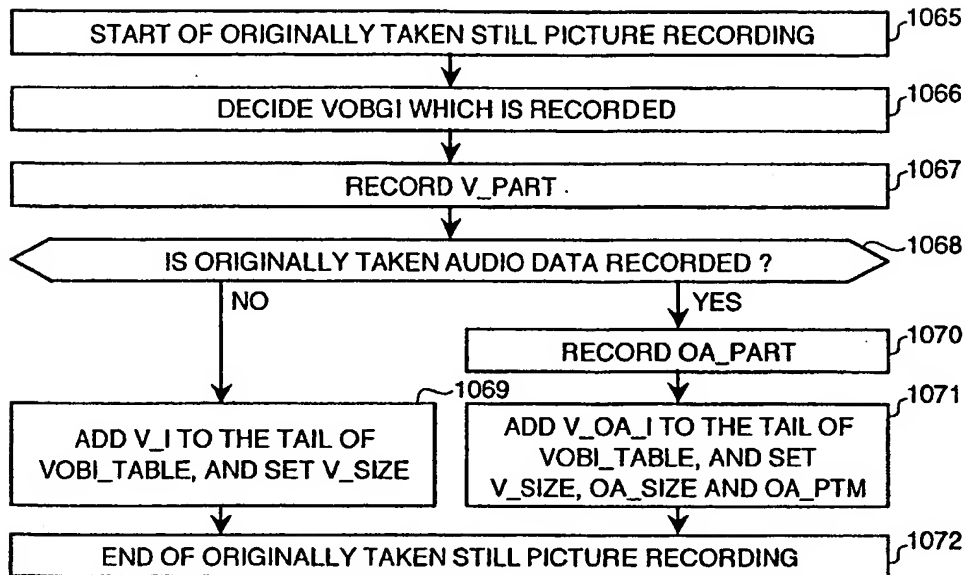 START OF ORIGINALLY TAKEN STILL PICTURE RECORDING
1065
DECIDE VOBGI WHICH IS RECORDED
1066
RECORD V_PART
1067
IS ORIGINALLY TAKEN AUDIO DATA RECORDED ?
1068
NO
YES
RECORD OA_PART
1070
1069
ADD V_I TO THE TAIL OF
VOBI_TABLE, AND SET V_SIZE
1071
ADD V_OA_I TO THE TAIL OF
VOBI_TABLE, AND SET
V_SIZE, OA_SIZE AND OA_PTM
END OF ORIGINALLY TAKEN STILL PICTURE RECORDING
1072